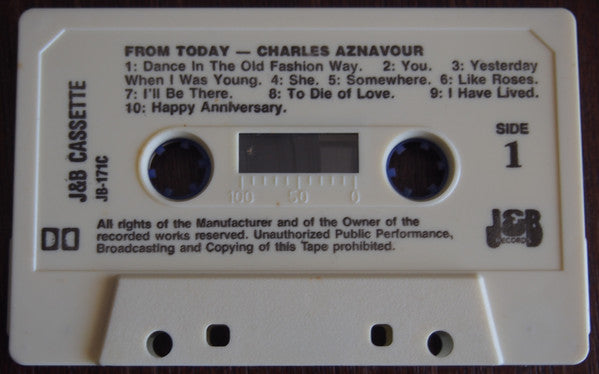 FROM TODAY — CHARLES AZNAVOUR
1: Dance In The Old Fashion Way. 2: You. 3: Yesterday
When I Was Young. 4: She. 5: Somewhere. 6: Like Roses.
7: I'll Be There. 8: To Die of Love. 9: I Have Lived.
10: Happy Anniversary.
J&B CASSETTE
JB-171C
SIDE
1
100 50 0
All rights of the Manufacturer and of the Owner of the
recorded works reserved. Unauthorized Public Performance,
Broadcasting and Copying of this Tape prohibited.
J&B
RECORDS